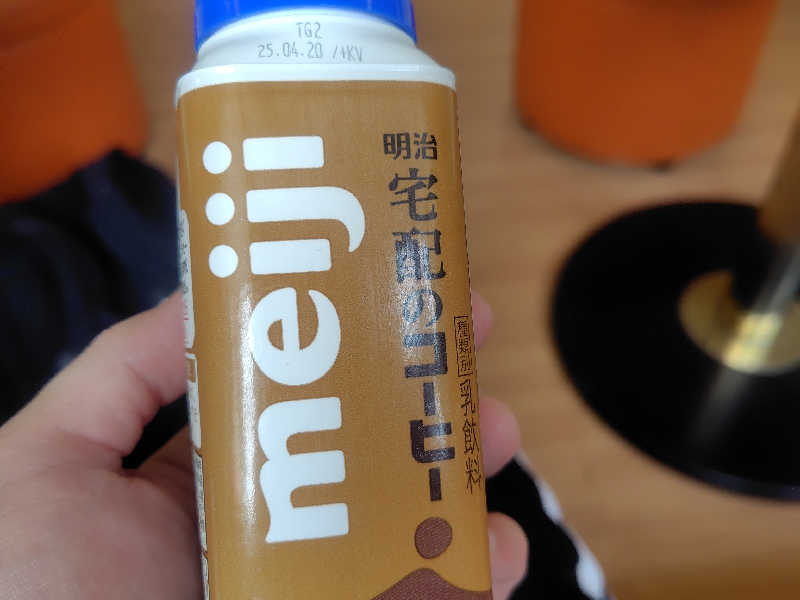 TG2
25.04.20 /+KV
meiji
明治
宅配のコーヒー
種類別 乳飲料